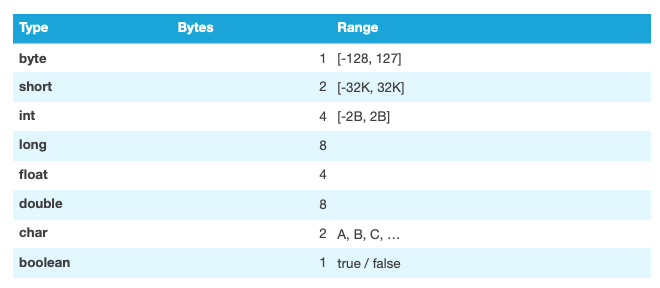 Type Bytes Range
byte 1 [-128, 127]
short 2 [-32K, 32K]
int 4 [-2B, 2B]
long 8
float 4
double 8
char 2 A, B, C, …
boolean 1 true / false